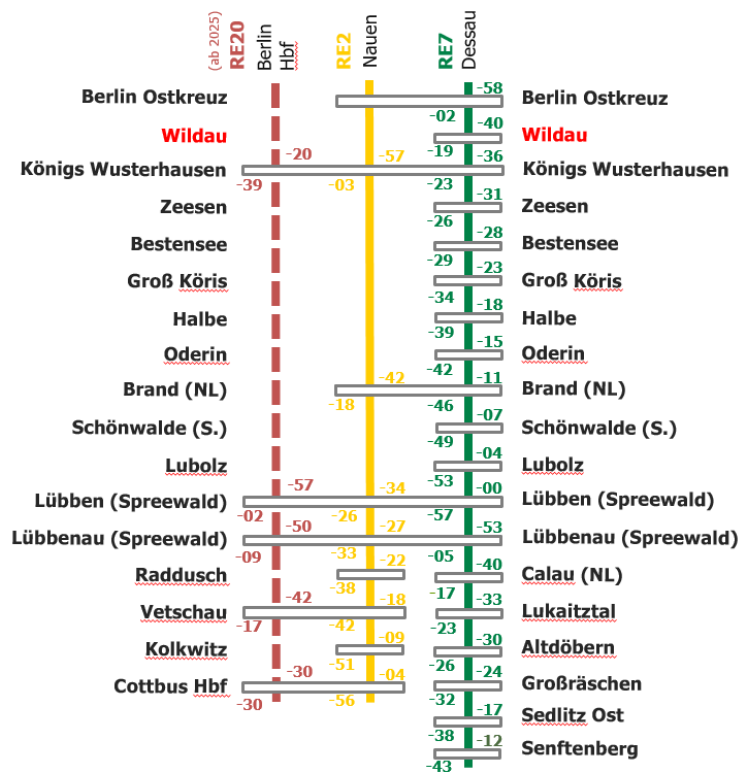 (ab 2025)
RE20
Berlin
Hbf
RE2
Nauen
RE7
Dessau
-58
Berlin Ostkreuz Berlin Ostkreuz
-02 -40
Wildau Wildau
-20 -57 -19 -36
Königs Wusterhausen Königs Wusterhausen
-39 -03 -23 -31
Zeesen Zeesen
-26 -28
Bestensee Bestensee
-29 -23
Groß Köris Groß Köris
-34 -18
Halbe Halbe
-39 -15
Oderin Oderin
-42 -42 -11
Brand (NL) Brand (NL)
-18 -46 -07
Schönwalde (S.) Schönwalde (S.)
-49 -04
Lubolz Lubolz
-57 -34 -53 -00
Lübben (Spreewald) Lübben (Spreewald)
-02 -50 -26 -27 -57 -53
Lübbenau (Spreewald) Lübbenau (Spreewald)
-09 -33 -22 -05 -40
Raddusch Calau (NL)
-42 -38 -18 -17 -33
Vetschau Lukaitztal
-17 -42 -09 -23 -30
Kolkwitz Altdöbern
-30 -51 -04 -26 -24
Cottbus Hbf Großräschen
-30 -56 -32 -17
Sedlitz Ost
-38 -12
Senftenberg
-43